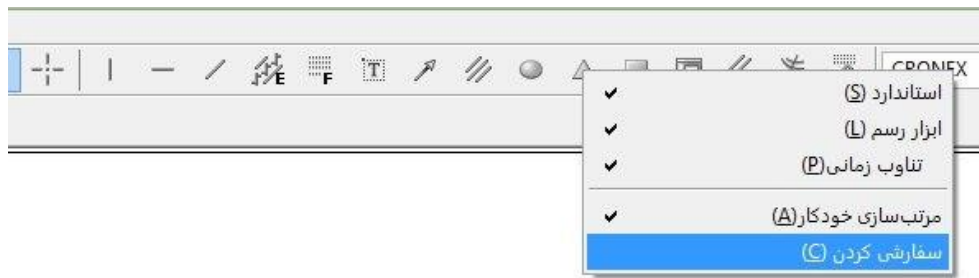 E
F
T
CRONEX
استاندارد (S)
ابزار رسم (L)
تناوب زمانی(P)
مرتب‌سازی خودکار(A)
سفارشی کردن (C)